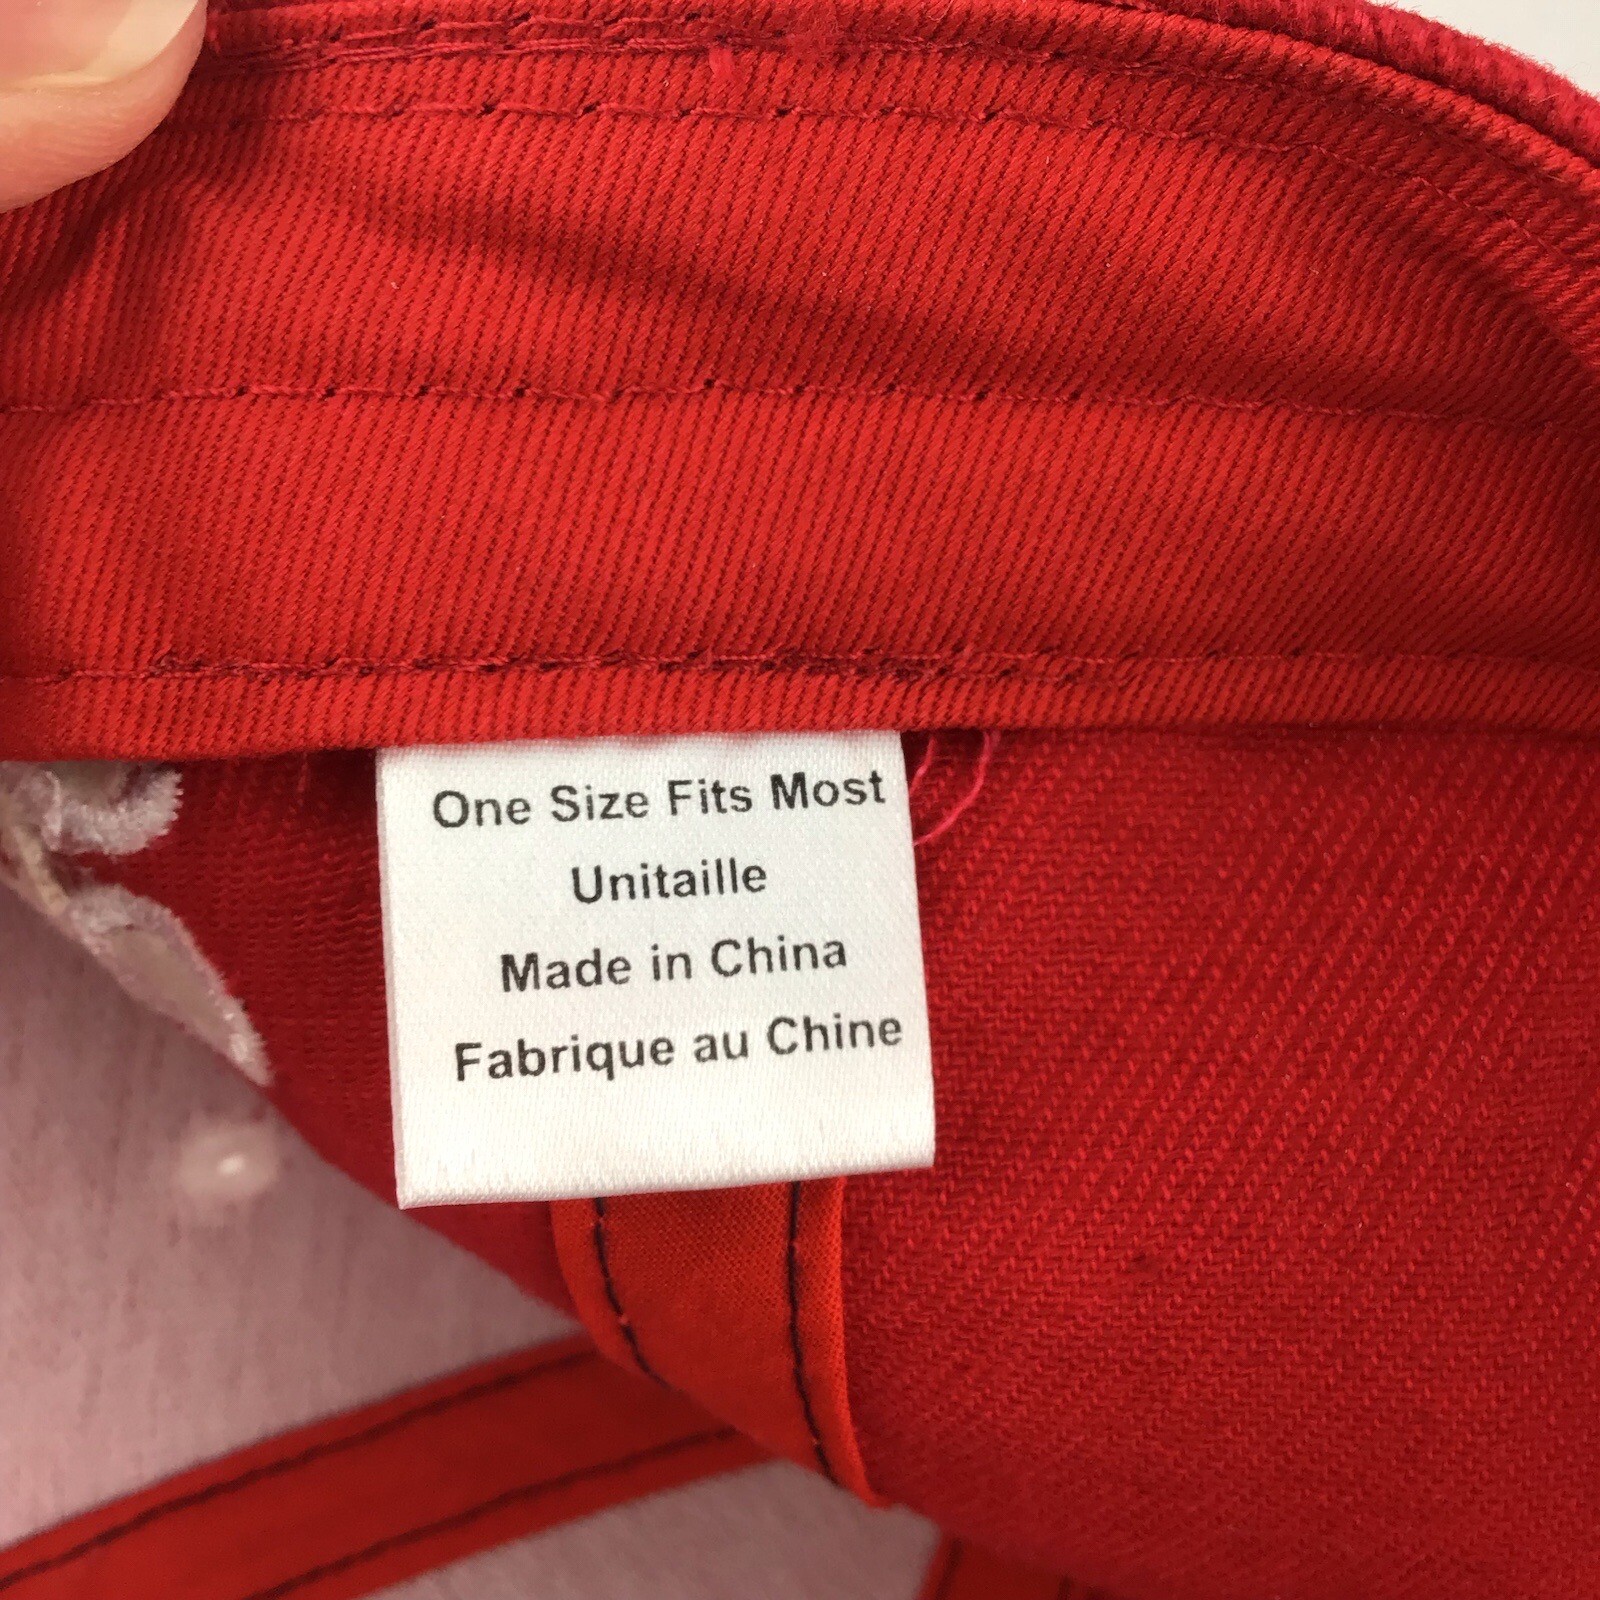 One Size Fits Most
Unitaille
Made in China
Fabrique au Chine